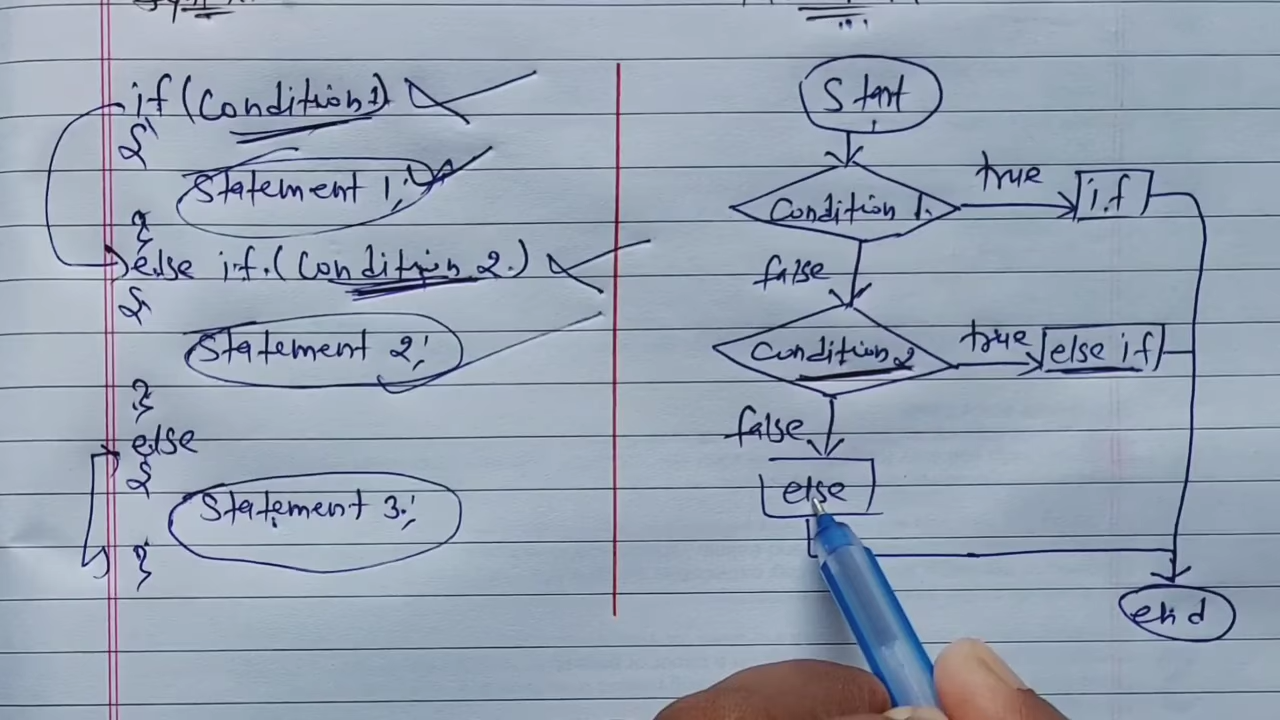 if (Condition 1)
{
Statement 1;
}
else if (Condition 2.)
{
Statement 2;
}
else
{
Statement 3;
}
Start
Condition 1.
true
if
false
Condition 2
true
else if
false
else
end